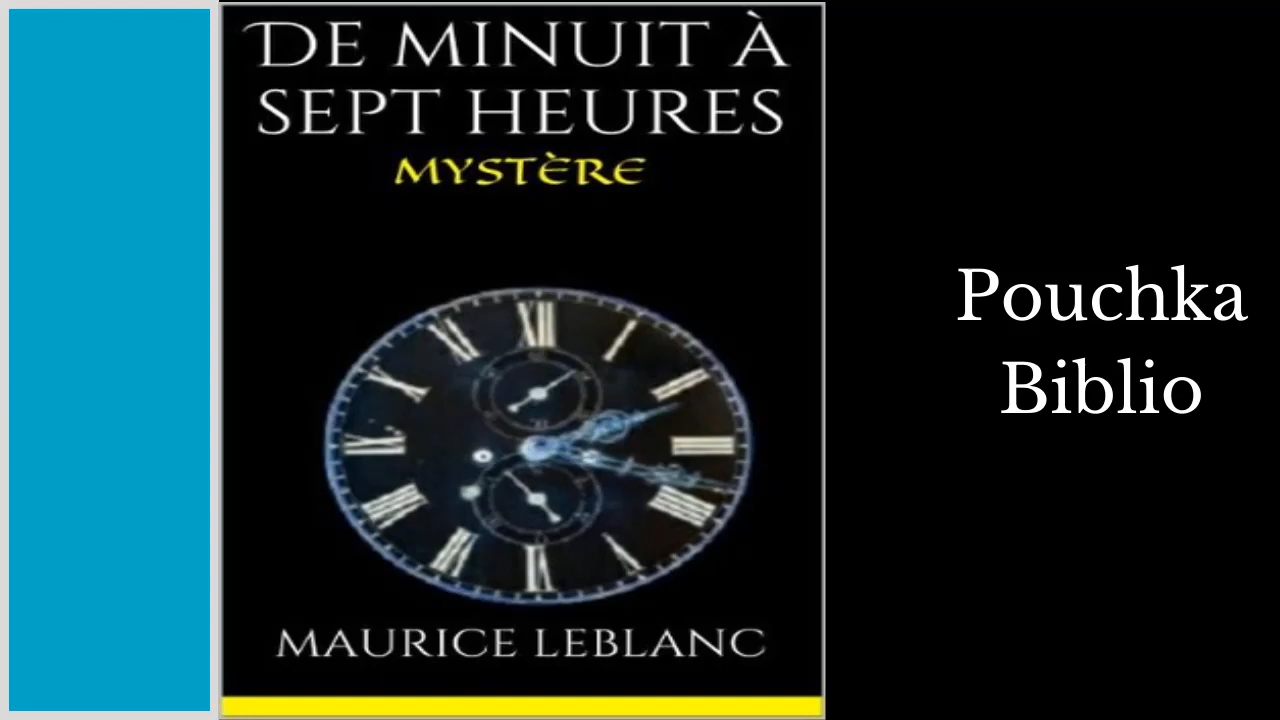 DE MINUIT À
SEPT HEURES
MYSTÈRE
MAURICE LEBLANC
Pouchka
Biblio